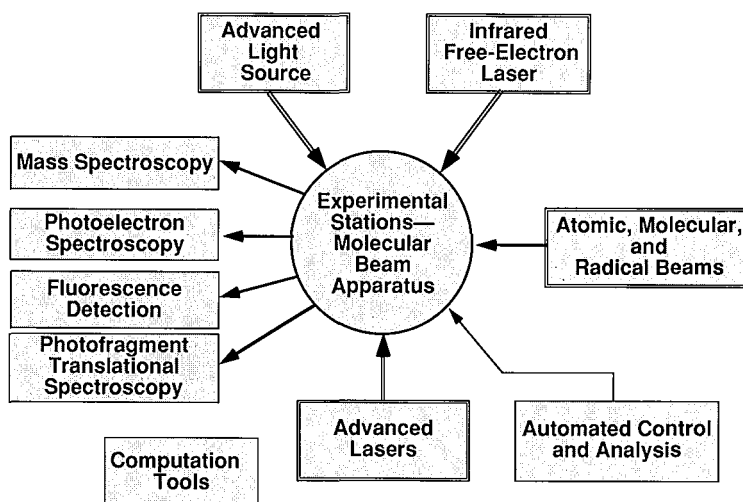 Advanced
Light
Source
Infrared
Free-Electron
Laser
Mass Spectroscopy
Photoelectron
Spectroscopy
Fluorescence
Detection
Photofragment
Translational
Spectroscopy
Experimental
Stations—
Molecular
Beam
Apparatus
Atomic, Molecular,
and
Radical Beams
Advanced
Lasers
Automated Control
and Analysis
Computation
Tools